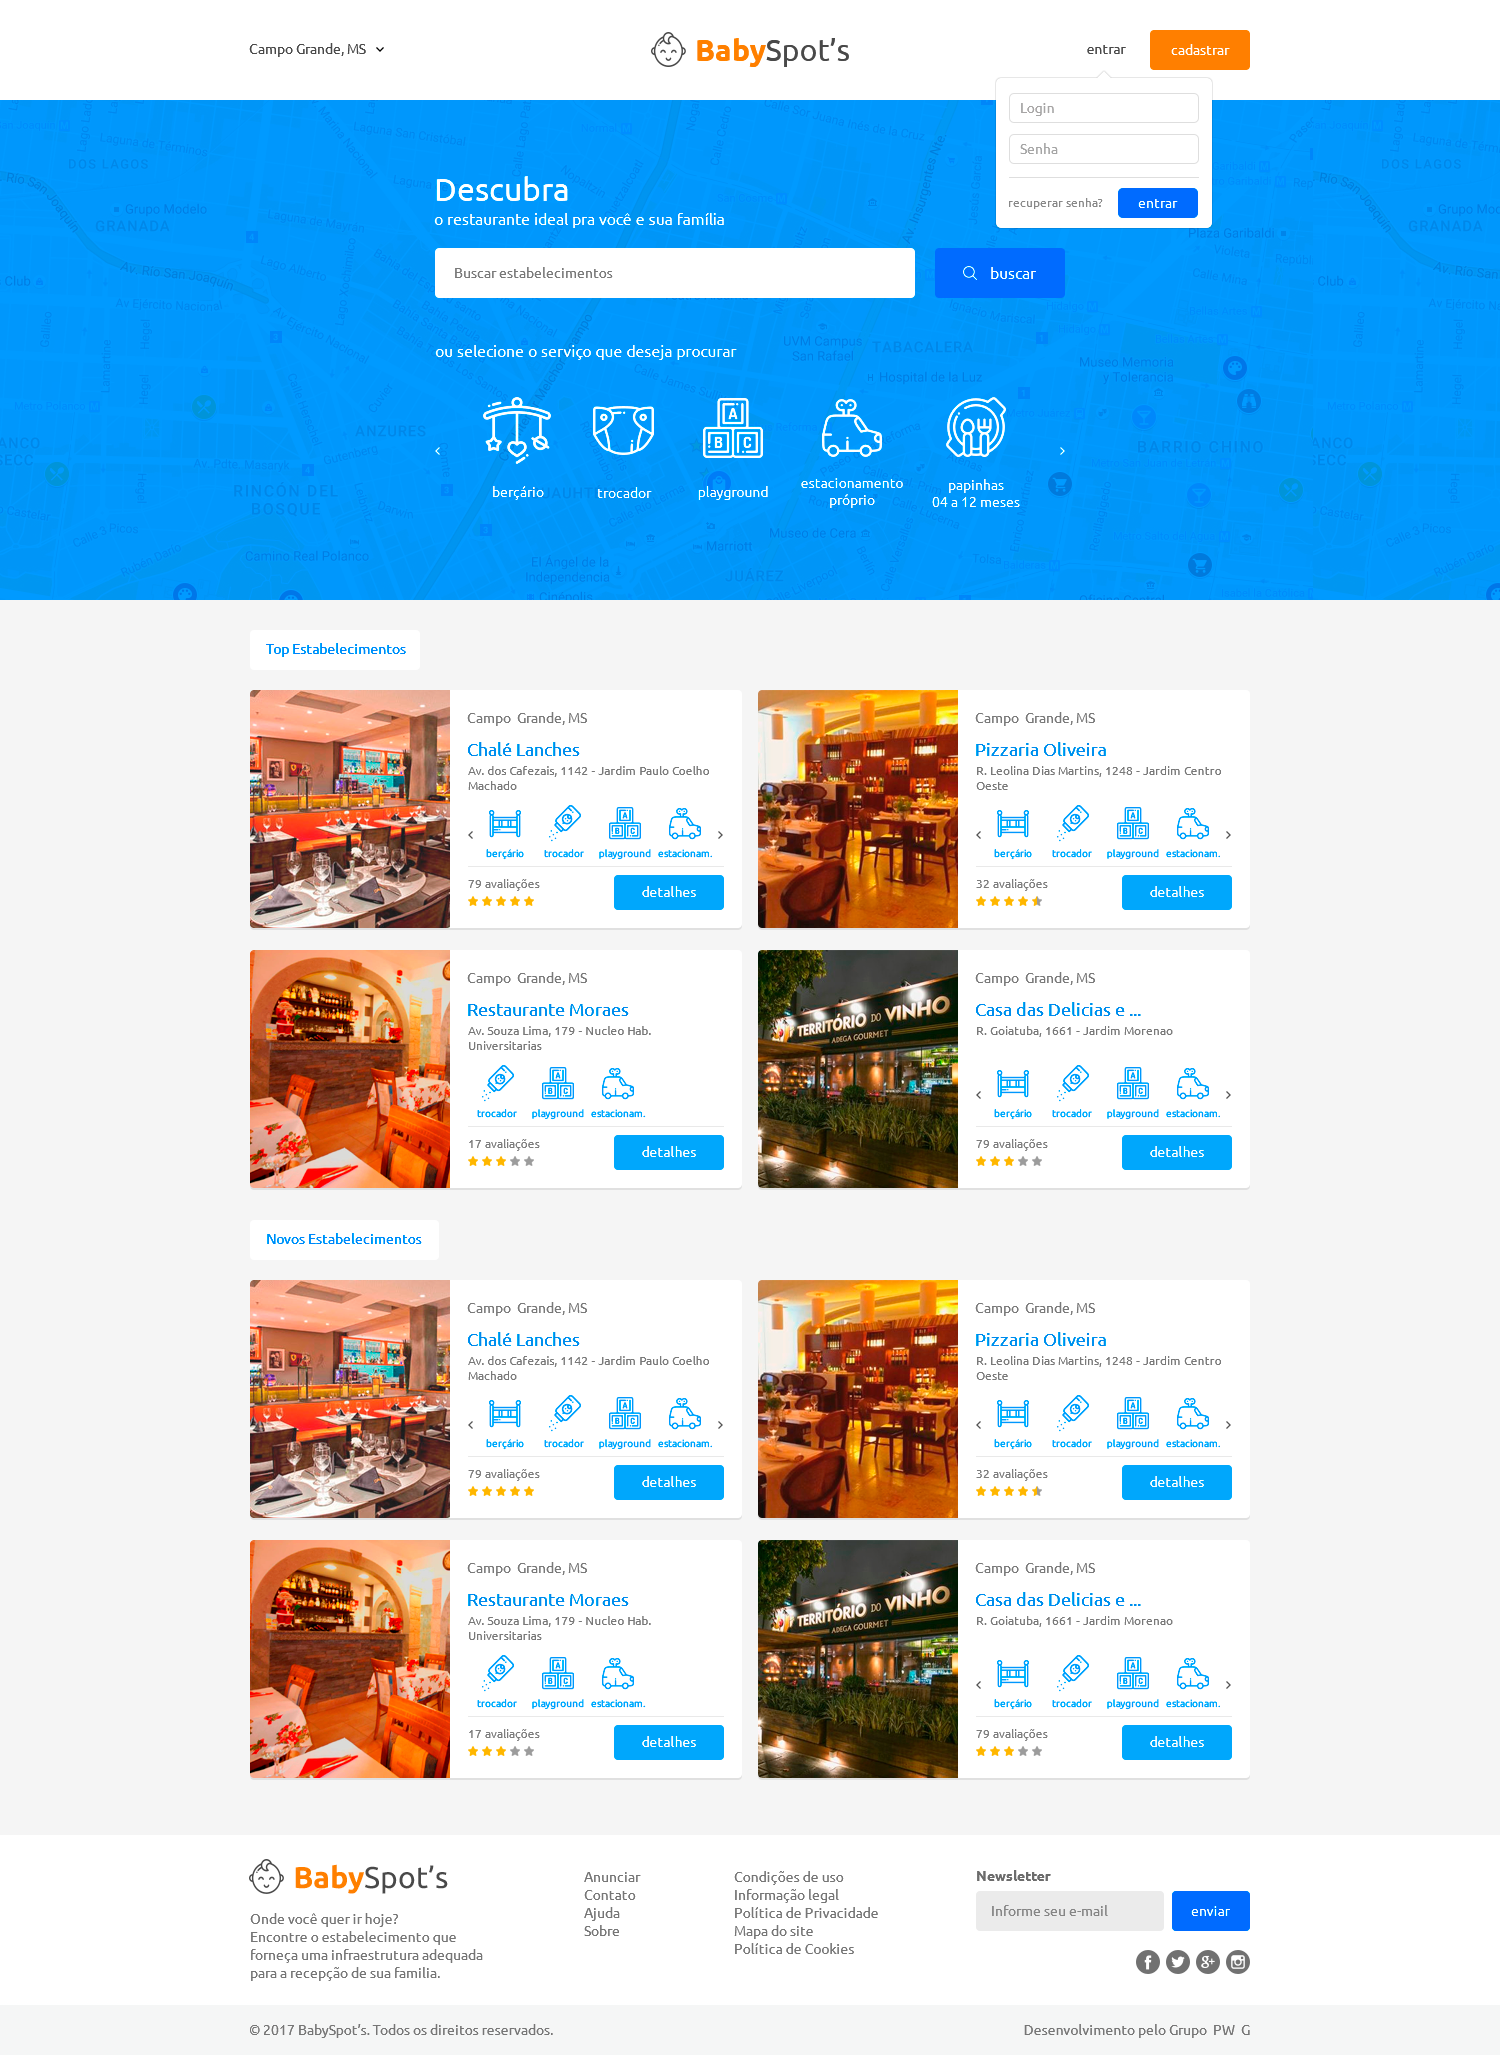 Campo Grande, MS
BabySpot’s
entrar
cadastrar
Login
Senha
recuperar senha?
entrar
Descubra
o restaurante ideal pra você e sua família
Buscar estabelecimentos
buscar
ou selecione o serviço que deseja procurar
berçário
trocador
playground
estacionamento
próprio
papinhas
04 a 12 meses
Top Estabelecimentos
Campo Grande, MS
Chalé Lanches
Av. dos Cafezais, 1142 - Jardim Paulo Coelho
Machado
berçário trocador playground estacionam.
79 avaliações
detalhes
Campo Grande, MS
Pizzaria Oliveira
R. Leolina Dias Martins, 1248 - Jardim Centro
Oeste
berçário trocador playground estacionam.
32 avaliações
detalhes
Campo Grande, MS
Restaurante Moraes
Av. Souza Lima, 179 - Nucleo Hab.
Universitarias
trocador playground estacionam.
17 avaliações
detalhes
TERRITÓRIO DO VINHO
ADEGA GOURMET
Campo Grande, MS
Casa das Delicias e ...
R. Goiatuba, 1661 - Jardim Morenao
berçário trocador playground estacionam.
79 avaliações
detalhes
Novos Estabelecimentos
Campo Grande, MS
Chalé Lanches
Av. dos Cafezais, 1142 - Jardim Paulo Coelho
Machado
berçário trocador playground estacionam.
79 avaliações
detalhes
Campo Grande, MS
Pizzaria Oliveira
R. Leolina Dias Martins, 1248 - Jardim Centro
Oeste
berçário trocador playground estacionam.
32 avaliações
detalhes
Campo Grande, MS
Restaurante Moraes
Av. Souza Lima, 179 - Nucleo Hab.
Universitarias
trocador playground estacionam.
17 avaliações
detalhes
TERRITÓRIO DO VINHO
ADEGA GOURMET
Campo Grande, MS
Casa das Delicias e ...
R. Goiatuba, 1661 - Jardim Morenao
berçário trocador playground estacionam.
79 avaliações
detalhes
BabySpot’s
Onde você quer ir hoje?
Encontre o estabelecimento que
forneça uma infraestrutura adequada
para a recepção de sua familia.
Anunciar
Contato
Ajuda
Sobre
Condições de uso
Informação legal
Política de Privacidade
Mapa do site
Política de Cookies
Newsletter
Informe seu e-mail
enviar
© 2017 BabySpot’s. Todos os direitos reservados.
Desenvolvimento pelo Grupo PW G